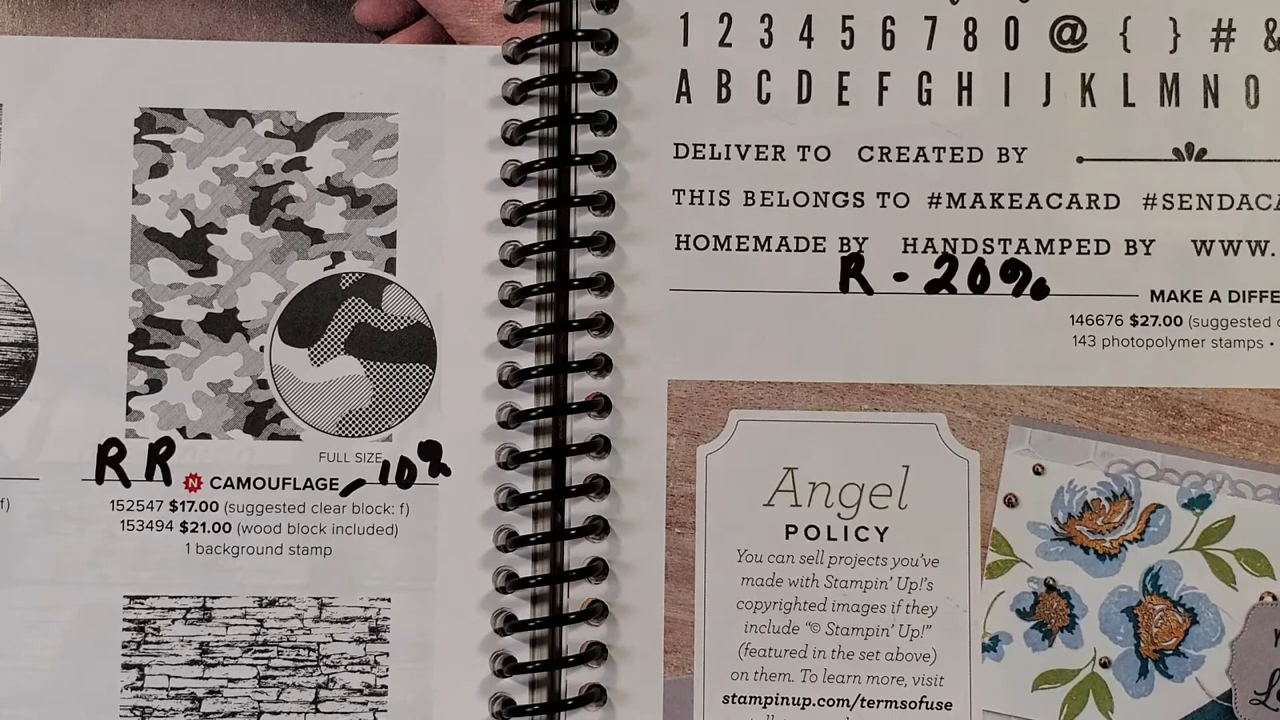 RR
FULL SIZE
N CAMOUFLAGE - 10%
f)
152547 $17.00 (suggested clear block: f)
153494 $21.00 (wood block included)
1 background stamp
1 2 3 4 5 6 7 8 0 @ { } # &
A B C D E F G H I J K L M N O
DELIVER TO CREATED BY
THIS BELONGS TO #MAKEACARD #SENDACA
HOMEMADE BY HANDSTAMPED BY WWW.
R - 20%
MAKE A DIFFE
146676 $27.00 (suggested c
143 photopolymer stamps •
Angel
POLICY
You can sell projects you've
made with Stampin' Up!'s
copyrighted images if they
include "© Stampin' Up!"
(featured in the set above)
on them. To learn more, visit
stampinup.com/termsofuse